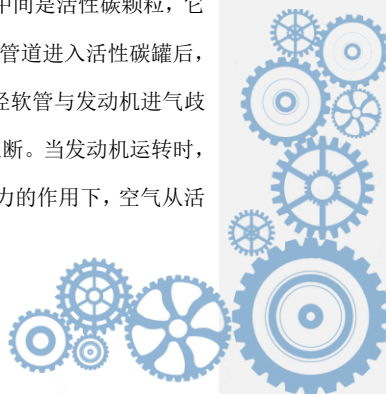 中间是活性碳颗粒，它
管道进入活性碳罐后，
径软管与发动机进气歧
断。当发动机运转时，
力的作用下，空气从活